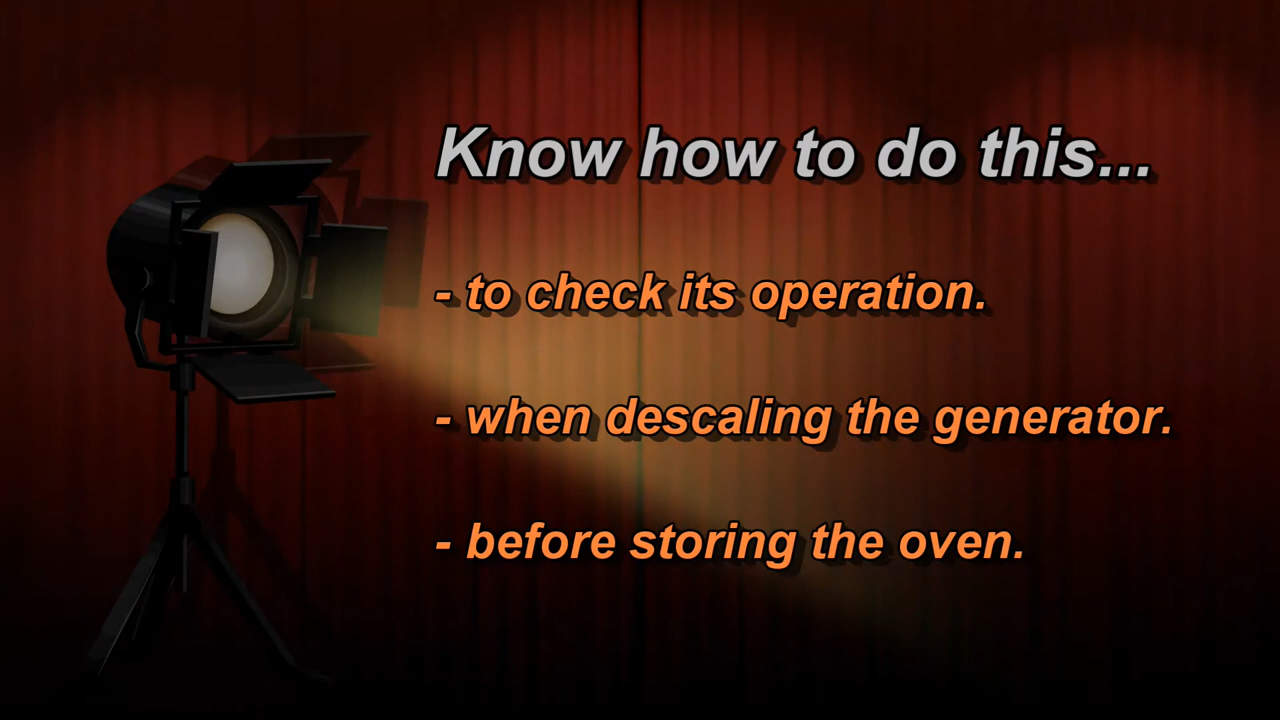 Know how to do this...
- to check its operation.
- when descaling the generator.
- before storing the oven.